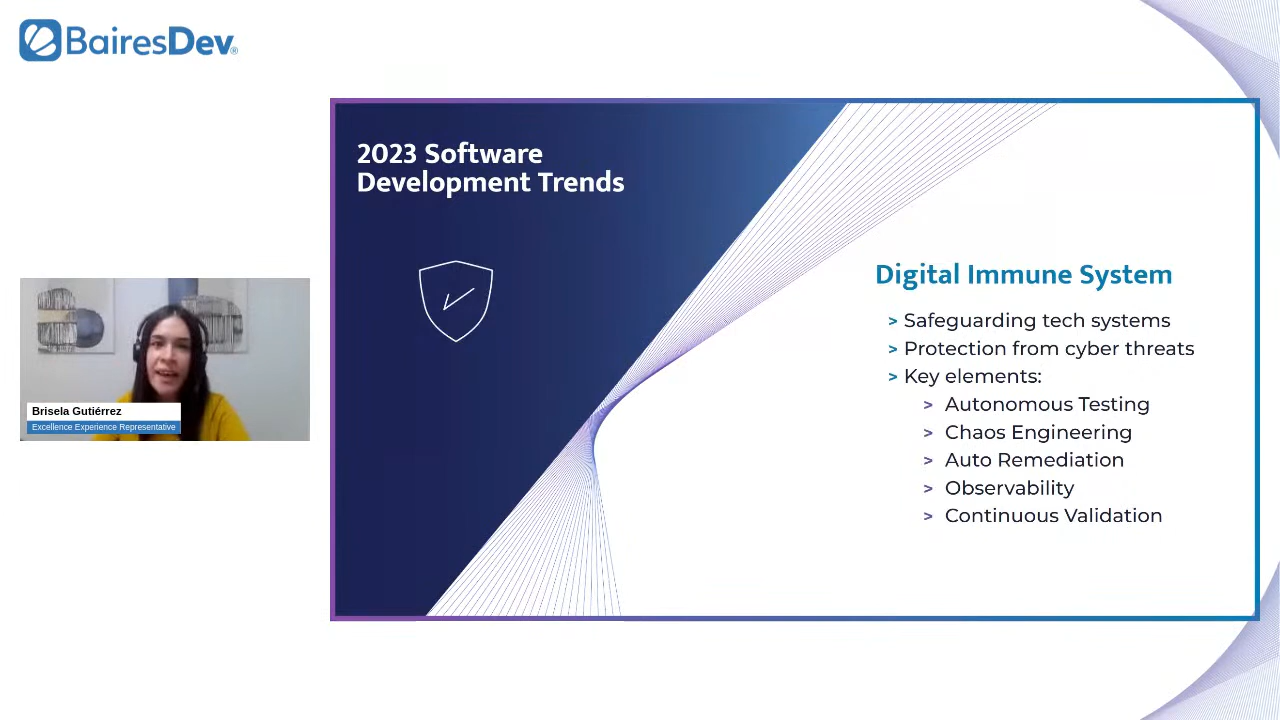 BairesDev®
2023 Software
Development Trends
Digital Immune System
> Safeguarding tech systems
> Protection from cyber threats
> Key elements:
> Autonomous Testing
> Chaos Engineering
> Auto Remediation
> Observability
> Continuous Validation
Brisela Gutiérrez
Excellence Experience Representative